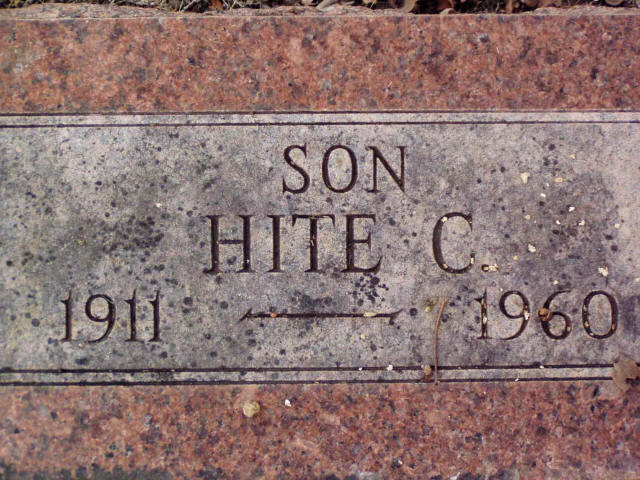 SON
HITE C.
1911 — 1960